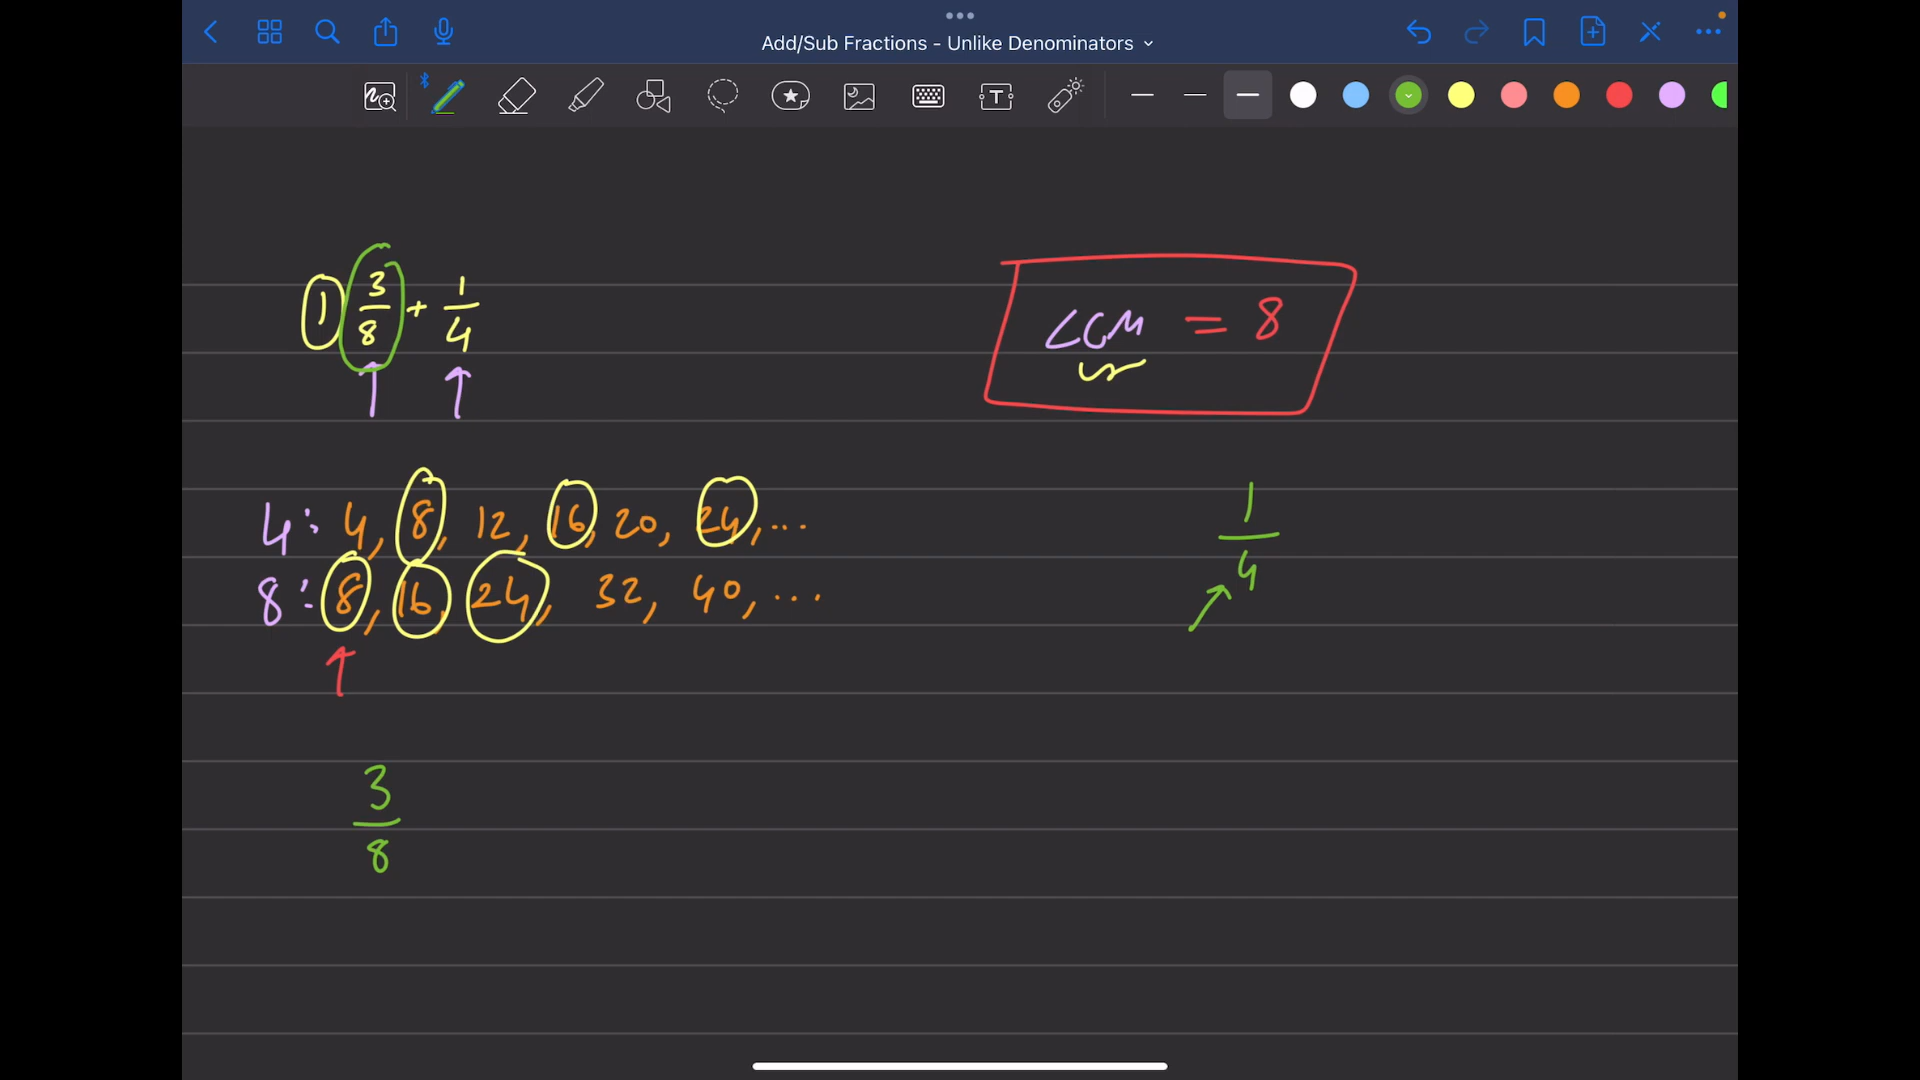 Add/Sub Fractions - Unlike Denominators
T
① 3/8 + 1/4
LCM = 8
4: 4, 8, 12, 16, 20, 24, ...
8: 8, 16, 24, 32, 40, ...
1/4
3/8